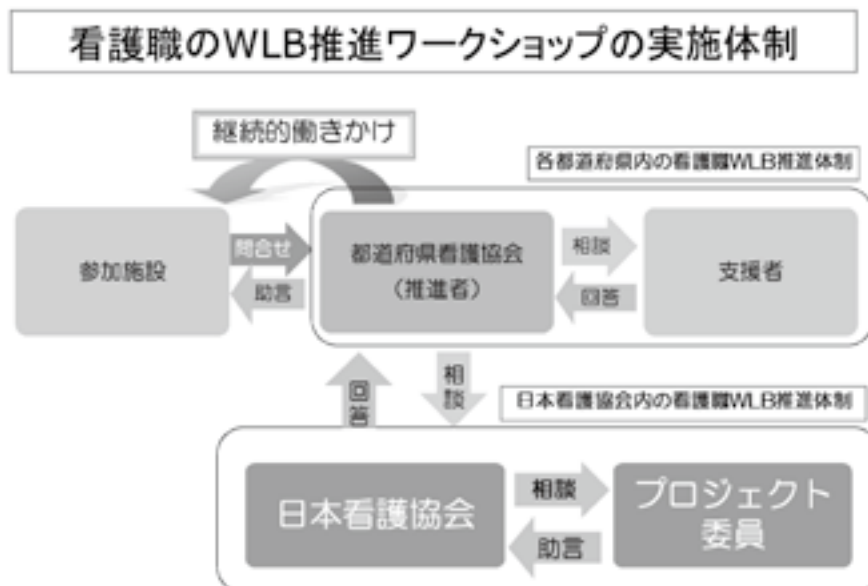 看護職のWLB推進ワークショップの実施体制
継続的働きかけ
各都道府県内の看護職WLB推進体制
参加施設
問合せ
助言
都道府県看護協会
（推進者）
相談
回答
支援者
回答
相談
日本看護協会内の看護職WLB推進体制
日本看護協会
相談
助言
プロジェクト
委員